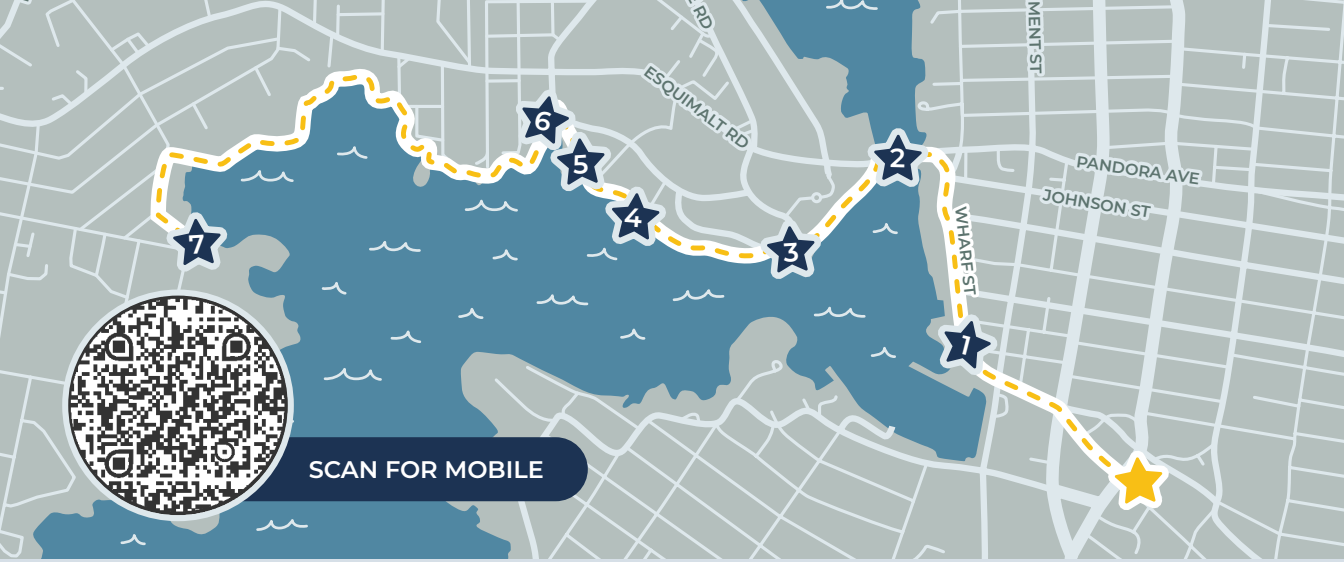 E RD
MENT ST
ESQUIMALT RD
6
5
2
PANDORA AVE
JOHNSON ST
4
WHARF ST
7
3
1
SCAN FOR MOBILE